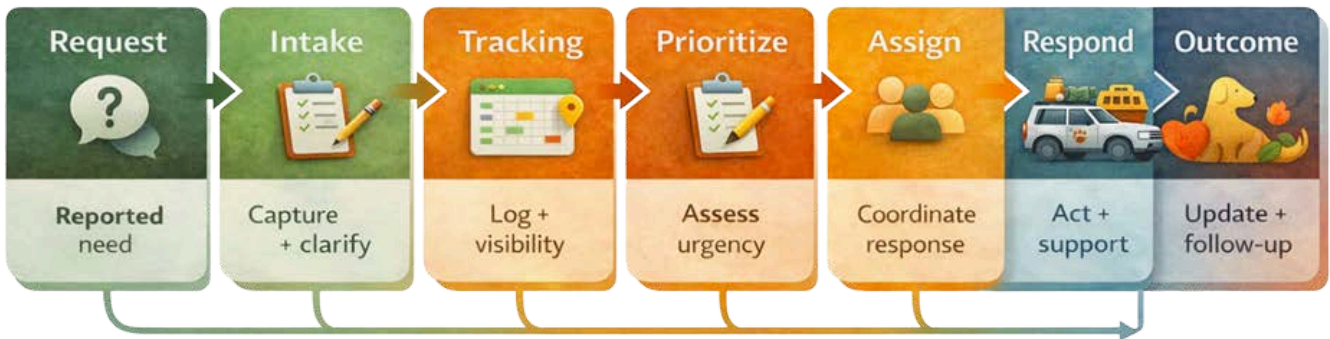 Request
?
Reported
need
Intake
Capture
+ clarify
Tracking
Log +
visibility
Prioritize
Assess
urgency
Assign
Coordinate
response
Respond
Act +
support
Outcome
Update +
follow-up